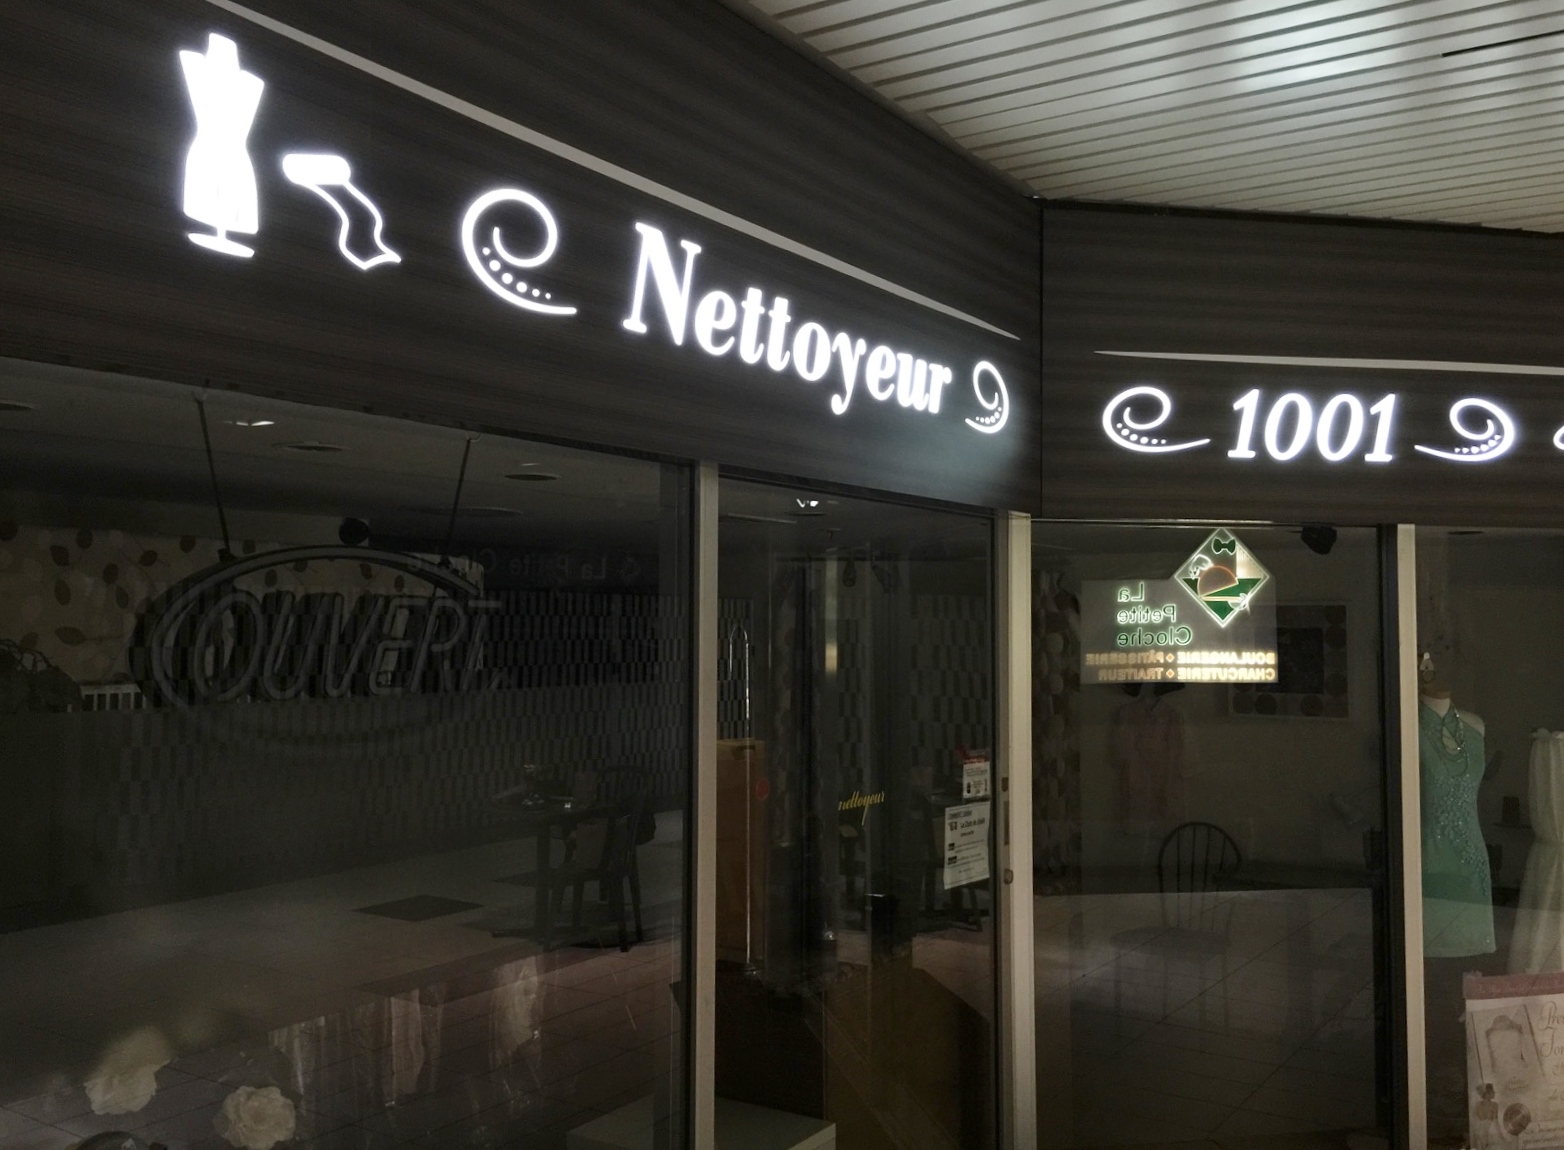 Nettoyeur
1001
OUVERT
La
Petite
Cloche
BOULANGERIE ◇ PÂTISSERIE
CHARCUTERIE ◇ TRAITEUR
nettoyeur